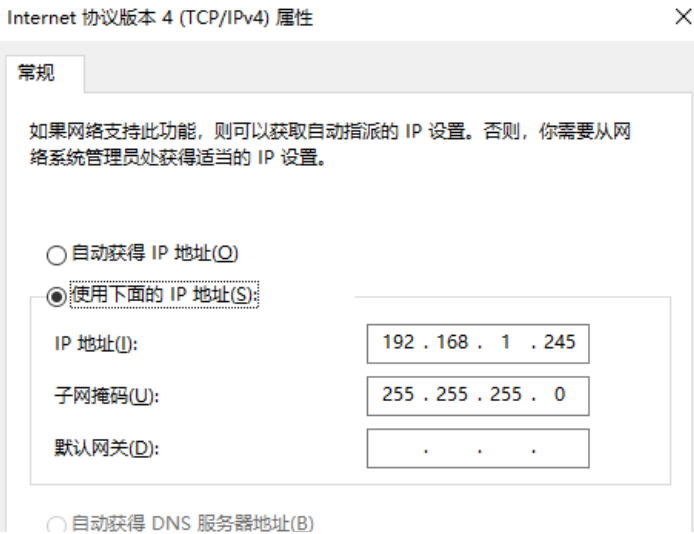 Internet 协议版本 4 (TCP/IPv4) 属性
常规
如果网络支持此功能，则可以获取自动指派的 IP 设置。否则，你需要从网
络系统管理员处获得适当的 IP 设置。
自动获得 IP 地址(O)
使用下面的 IP 地址(S):
IP 地址(I): 192 . 168 . 1 . 245
子网掩码(U): 255 . 255 . 255 . 0
默认网关(D): . . .
自动获得 DNS 服务器地址(B)